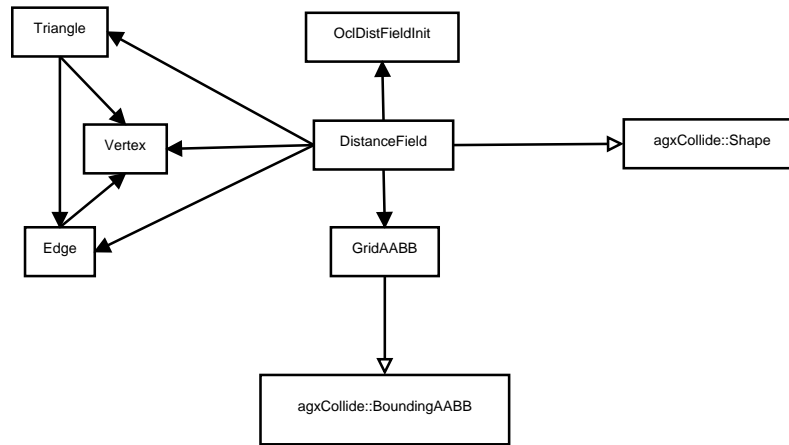 Triangle
OclDistFieldInit
Vertex
DistanceField
agxCollide::Shape
Edge
GridAABB
agxCollide::BoundingAABB